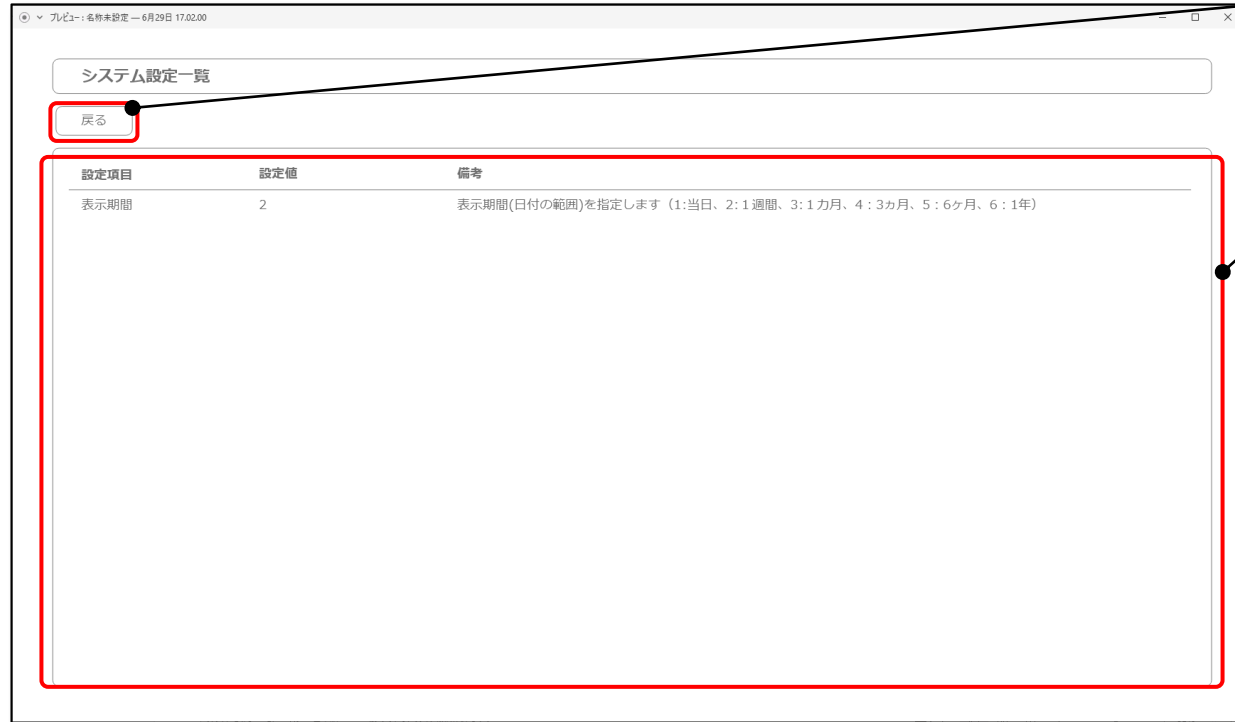 プレビュー：名称未設定 — 6月29日 17.02.00
システム設定一覧
戻る
設定項目 設定値 備考
表示期間 2 表示期間(日付の範囲)を指定します（1:当日、2:１週間、3:１カ月、4：3ヵ月、5：6ヶ月、6：1年）